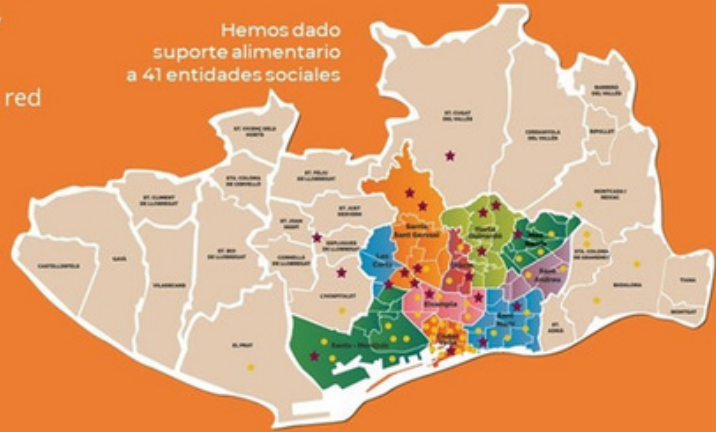 Hemos dado
suporte alimentario
a 41 entidades sociales
red
ST. CUGAT
DEL VALLÈS
BARBERÀ
DEL VALLÈS
CERDANYOLA
DEL VALLÈS
RIPOLLET
ST. VICENÇ DELS
HORTS
MONTCADA I
REIXAC
STA. COLOMA
DE CERVELLÓ
ST. FELIU
DE LLOBREGAT
ST. CLIMENT
DE LLOBREGAT
ST. JUST
DESVERN
ST. JOAN
DESPÍ
Sarrià-
Sant Gervasi
Horta
Guinardó
ESPLUGUES
DE LLOBREGAT
STA. COLOMA
DE GRAMENET
CASTELLDEFELS
GAVÀ
VILADECANS
ST. BOI
DE LLOBREGAT
CORNELLÀ
DE LLOBREGAT
Les
Corts
Sant
Andreu
BADALONA
TIANA
L'HOSPITALET
Eixample
MONTGAT
Sant
Martí
ST.
ADRIÀ
EL PRAT
Sants - Montjuïc
Ciutat
Vella